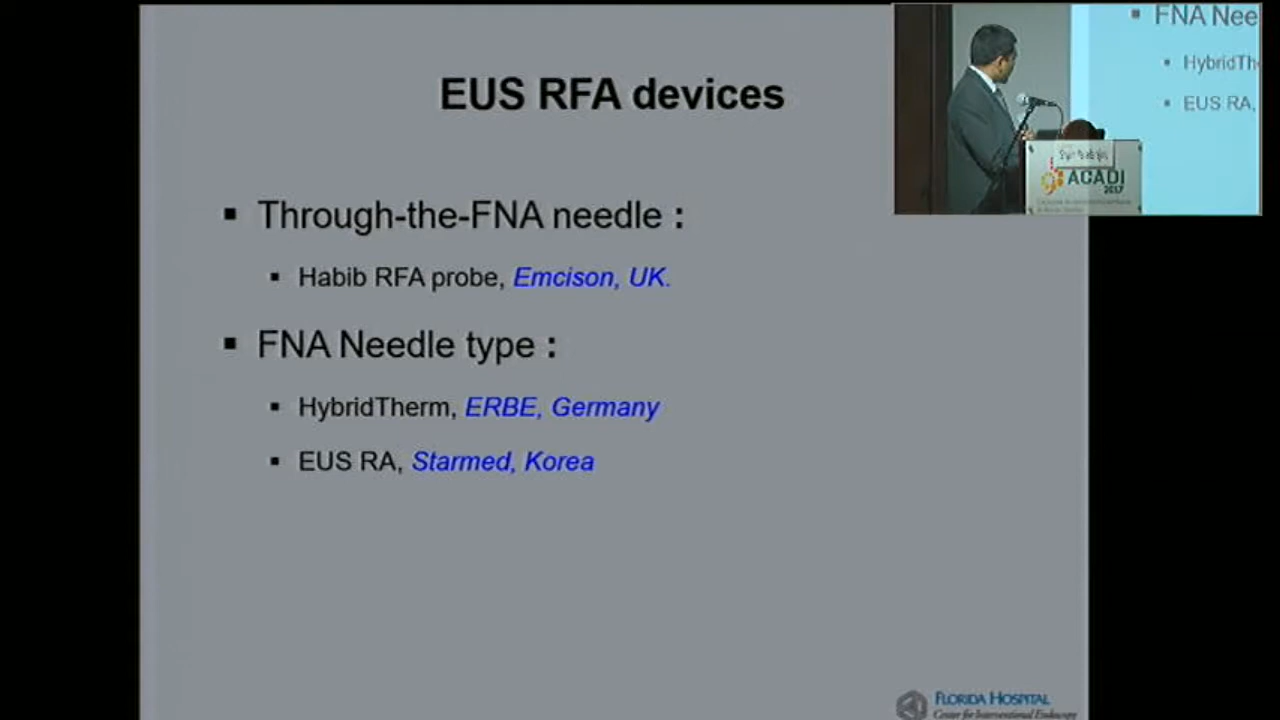 EUS RFA devices
Through-the-FNA needle :
Habib RFA probe, Emcison, UK.
FNA Needle type :
HybridTherm, ERBE, Germany
EUS RA, Starmed, Korea
FNA Nee
HybridTh
EUS RA,
ACADI
2017
FLORIDA HOSPITAL
Center for Interventional Endoscopy